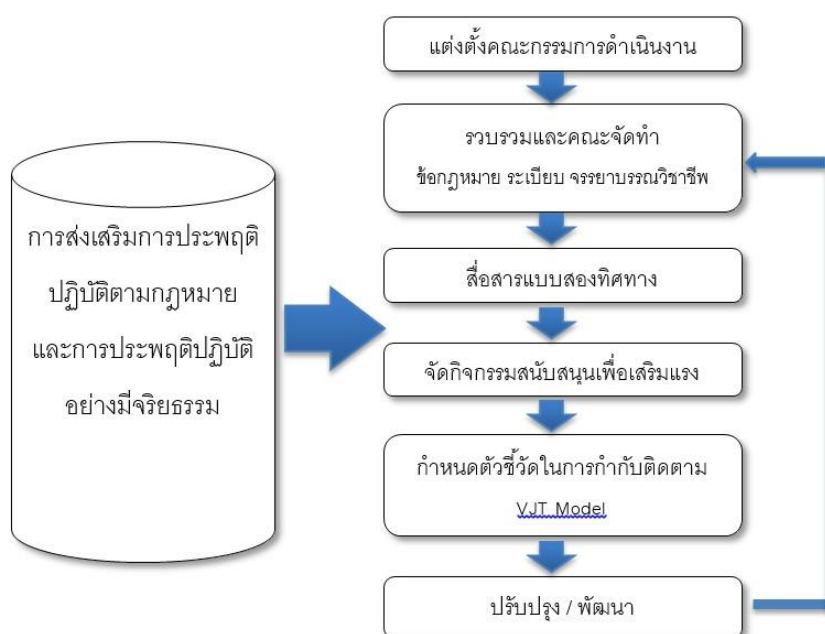 แต่งตั้งคณะกรรมการดำเนินงาน
รวบรวมและคณะจัดทำ
ข้อกฎหมาย ระเบียบ จรรยาบรรณวิชาชีพ
การส่งเสริมการประพฤติ
ปฏิบัติตามกฎหมาย
และการประพฤติปฏิบัติ
อย่างมีจริยธรรม
สื่อสารแบบสองทิศทาง
จัดกิจกรรมสนับสนุนเพื่อเสริมแรง
กำหนดตัวชี้วัดในการกำกับติดตาม
VJT Model
ปรับปรุง / พัฒนา